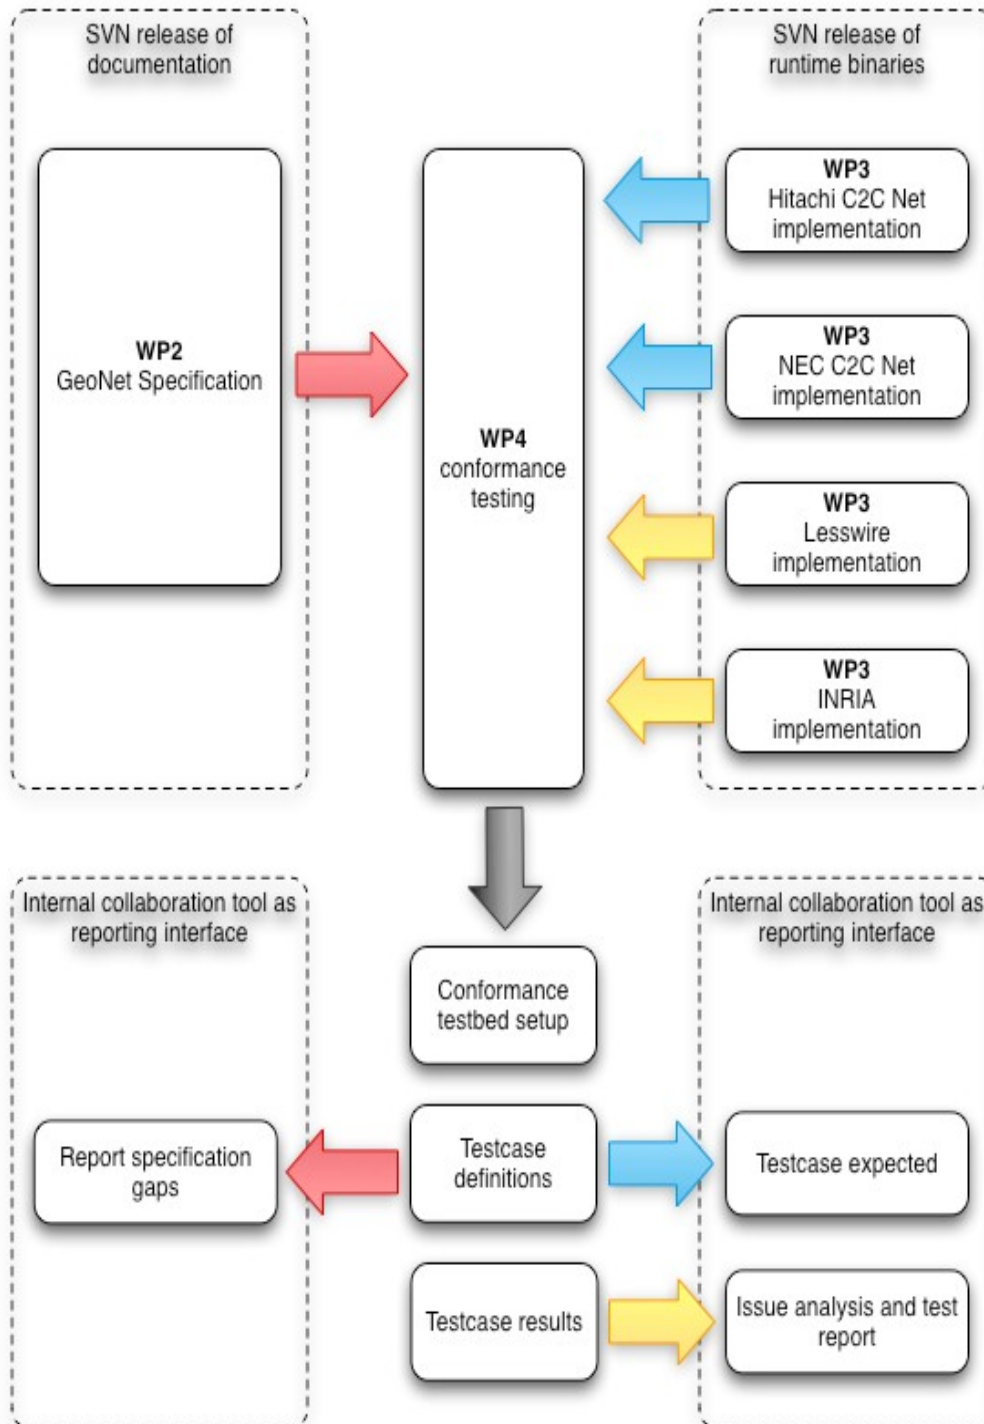 SVN release of
documentation
SVN release of
runtime binaries
WP2
GeoNet Specification
WP4
conformance
testing
WP3
Hitachi C2C Net
implementation
WP3
NEC C2C Net
implementation
WP3
Lesswire
implementation
WP3
INRIA
implementation
Internal collaboration tool as
reporting interface
Internal collaboration tool as
reporting interface
Conformance
testbed setup
Report specification
gaps
Testcase
definitions
Testcase expected
Testcase results
Issue analysis and test
report